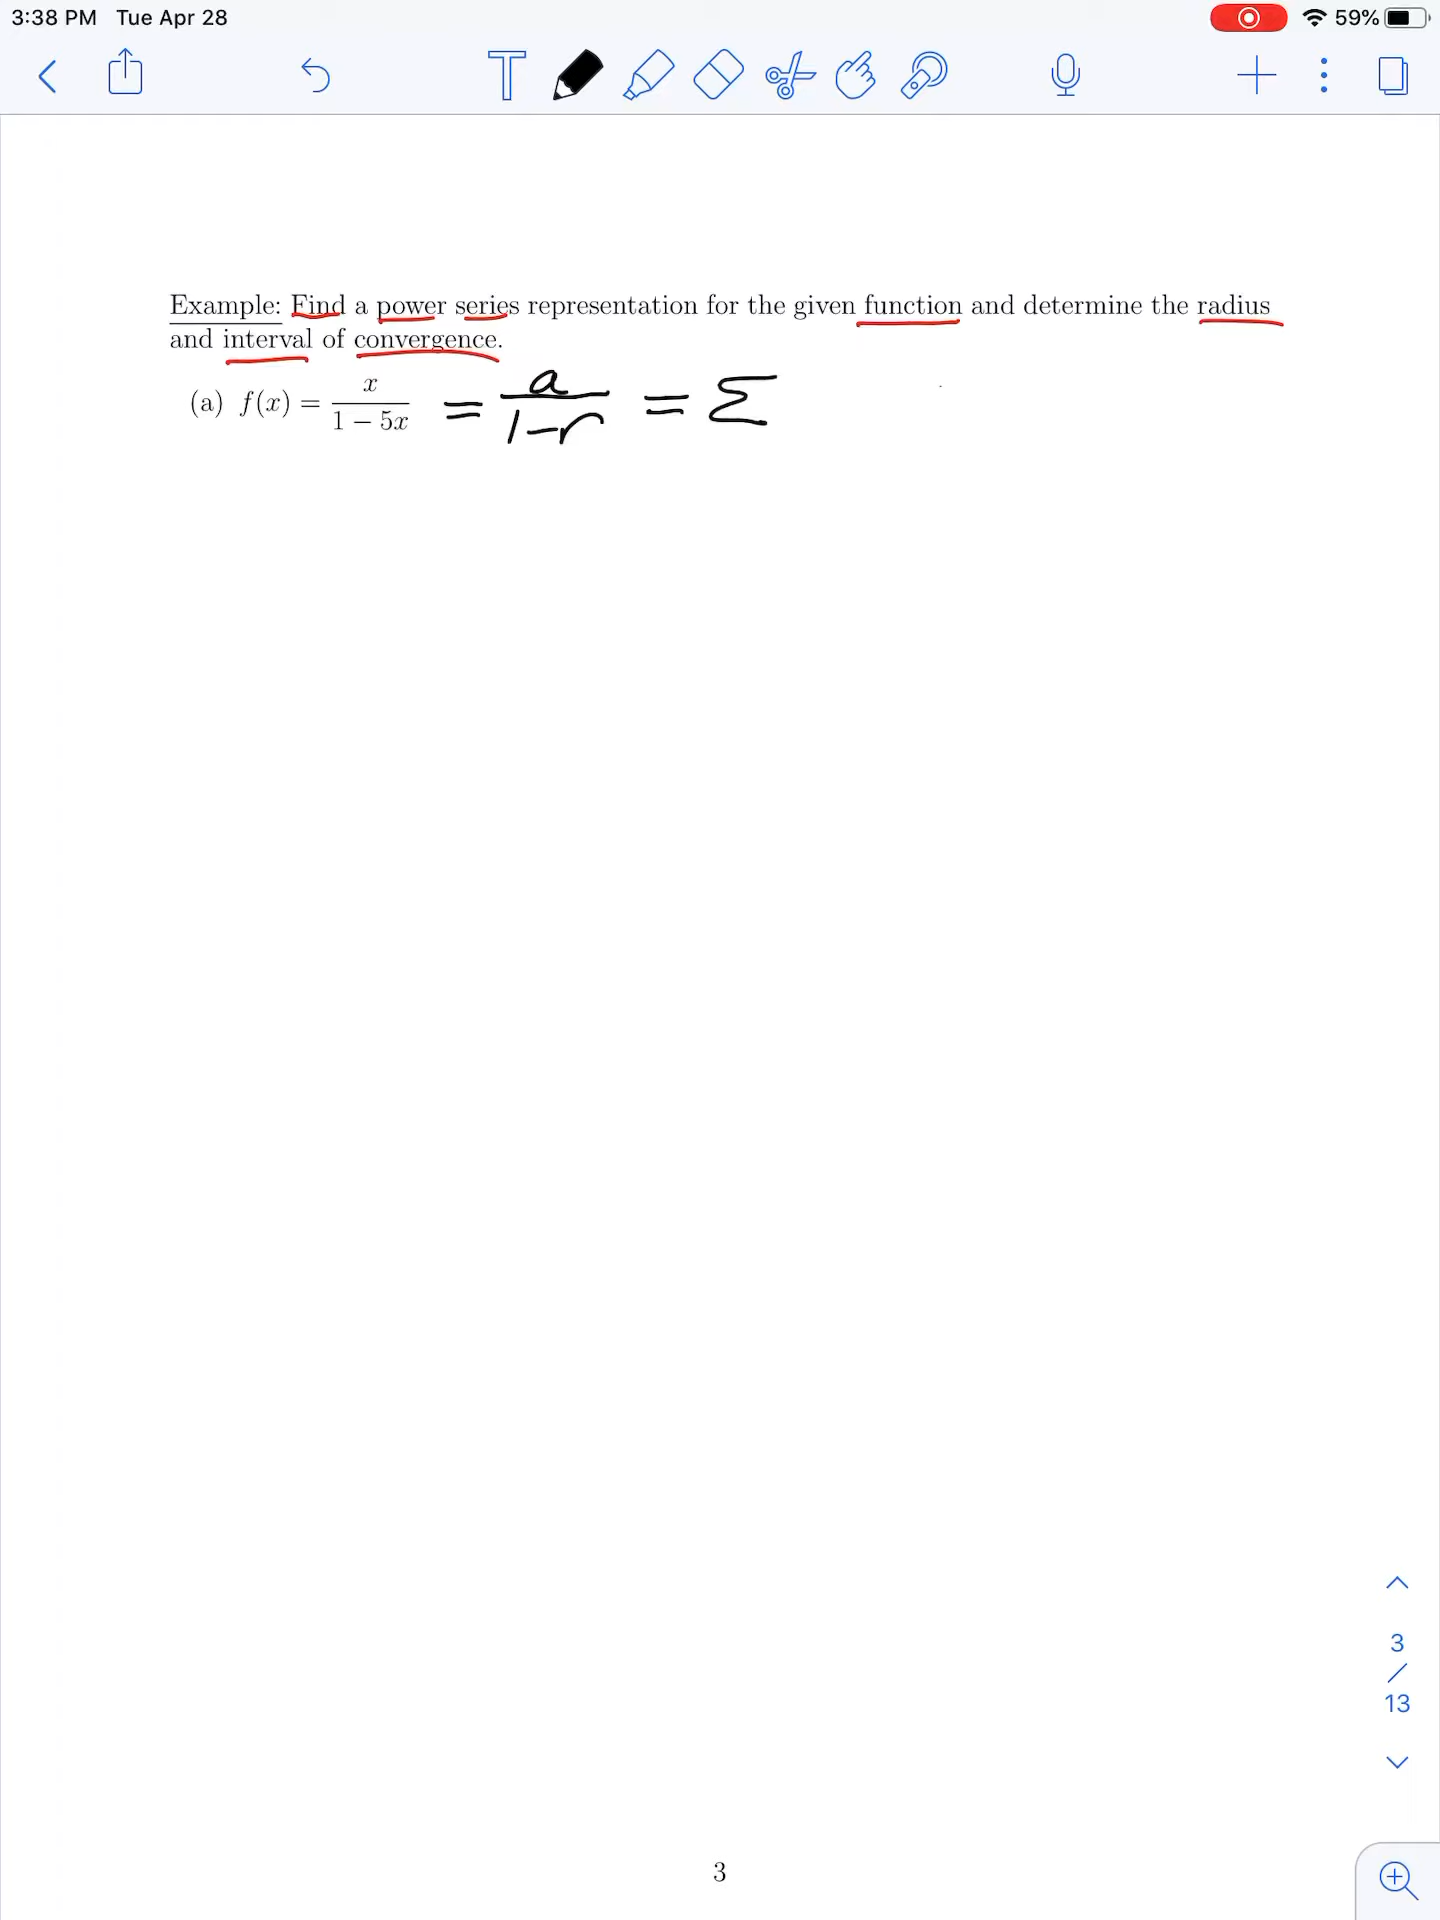 3:38 PM Tue Apr 28 59%
T
Example: Find a power series representation for the given function and determine the radius
and interval of convergence.
(a) f(x) = x / (1 − 5x) = a / (1−r) = Σ
3
/
13
3